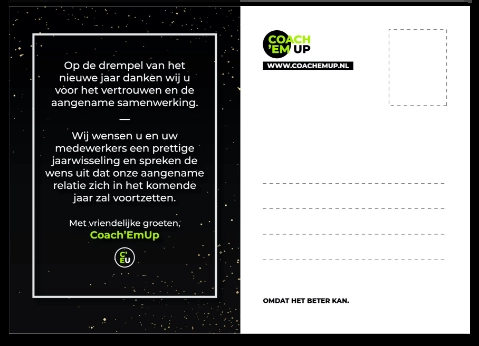 Op de drempel van het
nieuwe jaar danken wij u
voor het vertrouwen en de
aangename samenwerking.
—
Wij wensen u en uw
medewerkers een prettige
jaarwisseling en spreken de
wens uit dat onze aangename
relatie zich in het komende
jaar zal voortzetten.
Met vriendelijke groeten,
Coach'EmUp
C'
EU
COACH
'EM UP
WWW.COACHEMUP.NL
OMDAT HET BETER KAN.